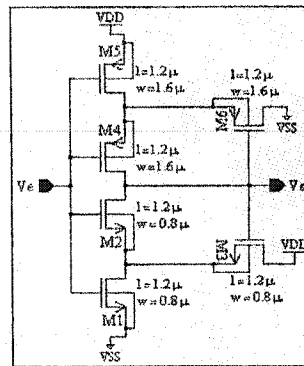 VDD
M5
l=1.2μ
w=1.6μ
l=1.2μ
w=1.6μ
M6
VSS
M4
l=1.2μ
w=1.6μ
Ve
l=1.2μ
w=0.8μ
M2
M3
VDD
l=1.2μ
w=0.8μ
l=1.2μ
w=0.8μ
M1
VSS